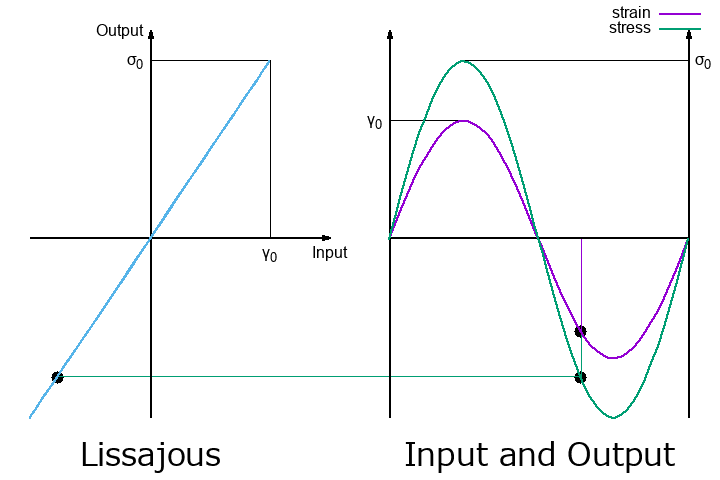 strain
stress
Output
σ0
σ0
γ0
γ0
Input
Lissajous
Input and Output